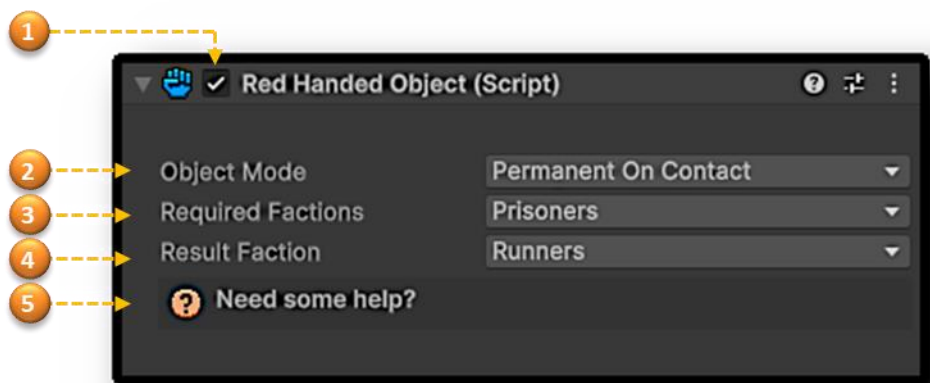 1
Red Handed Object (Script)
2 Object Mode Permanent On Contact
3 Required Factions Prisoners
4 Result Faction Runners
5 Need some help?